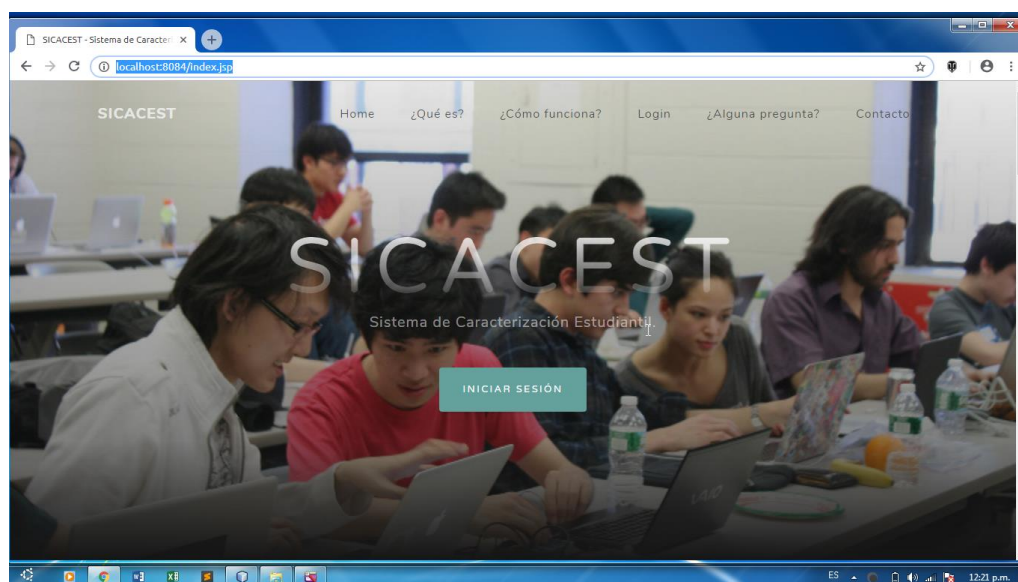 SICACEST - Sistema de Caracteri
localhost:8084/index.jsp
SICACEST
Home ¿Qué es? ¿Cómo funciona? Login ¿Alguna pregunta? Contacto
SICACEST
Sistema de Caracterización Estudiantil.
INICIAR SESIÓN
VAIO
ES 12:21 p.m.